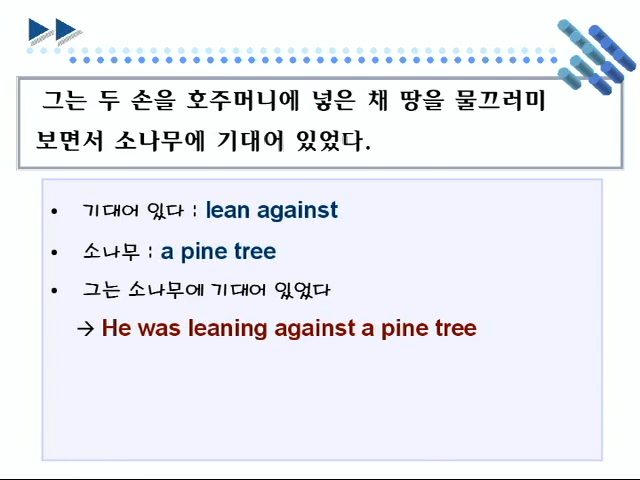 그는 두 손을 호주머니에 넣은 채 땅을 물끄러미
보면서 소나무에 기대어 있었다.
• 기대어 있다 : lean against
• 소나무 : a pine tree
• 그는 소나무에 기대어 있었다
→ He was leaning against a pine tree